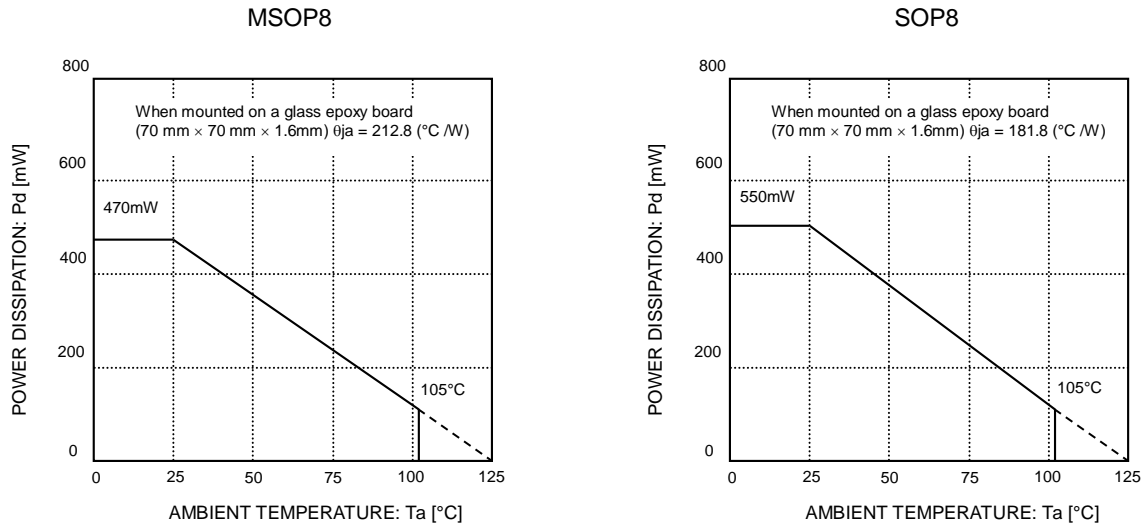 MSOP8
800
When mounted on a glass epoxy board
(70 mm × 70 mm × 1.6mm) θja = 212.8 (°C /W)
600
470mW
400
200
105°C
0
0 25 50 75 100 125
POWER DISSIPATION: Pd [mW]
AMBIENT TEMPERATURE: Ta [°C]
SOP8
800
When mounted on a glass epoxy board
(70 mm × 70 mm × 1.6mm) θja = 181.8 (°C /W)
600
550mW
400
200
105°C
0
0 25 50 75 100 125
POWER DISSIPATION: Pd [mW]
AMBIENT TEMPERATURE: Ta [°C]